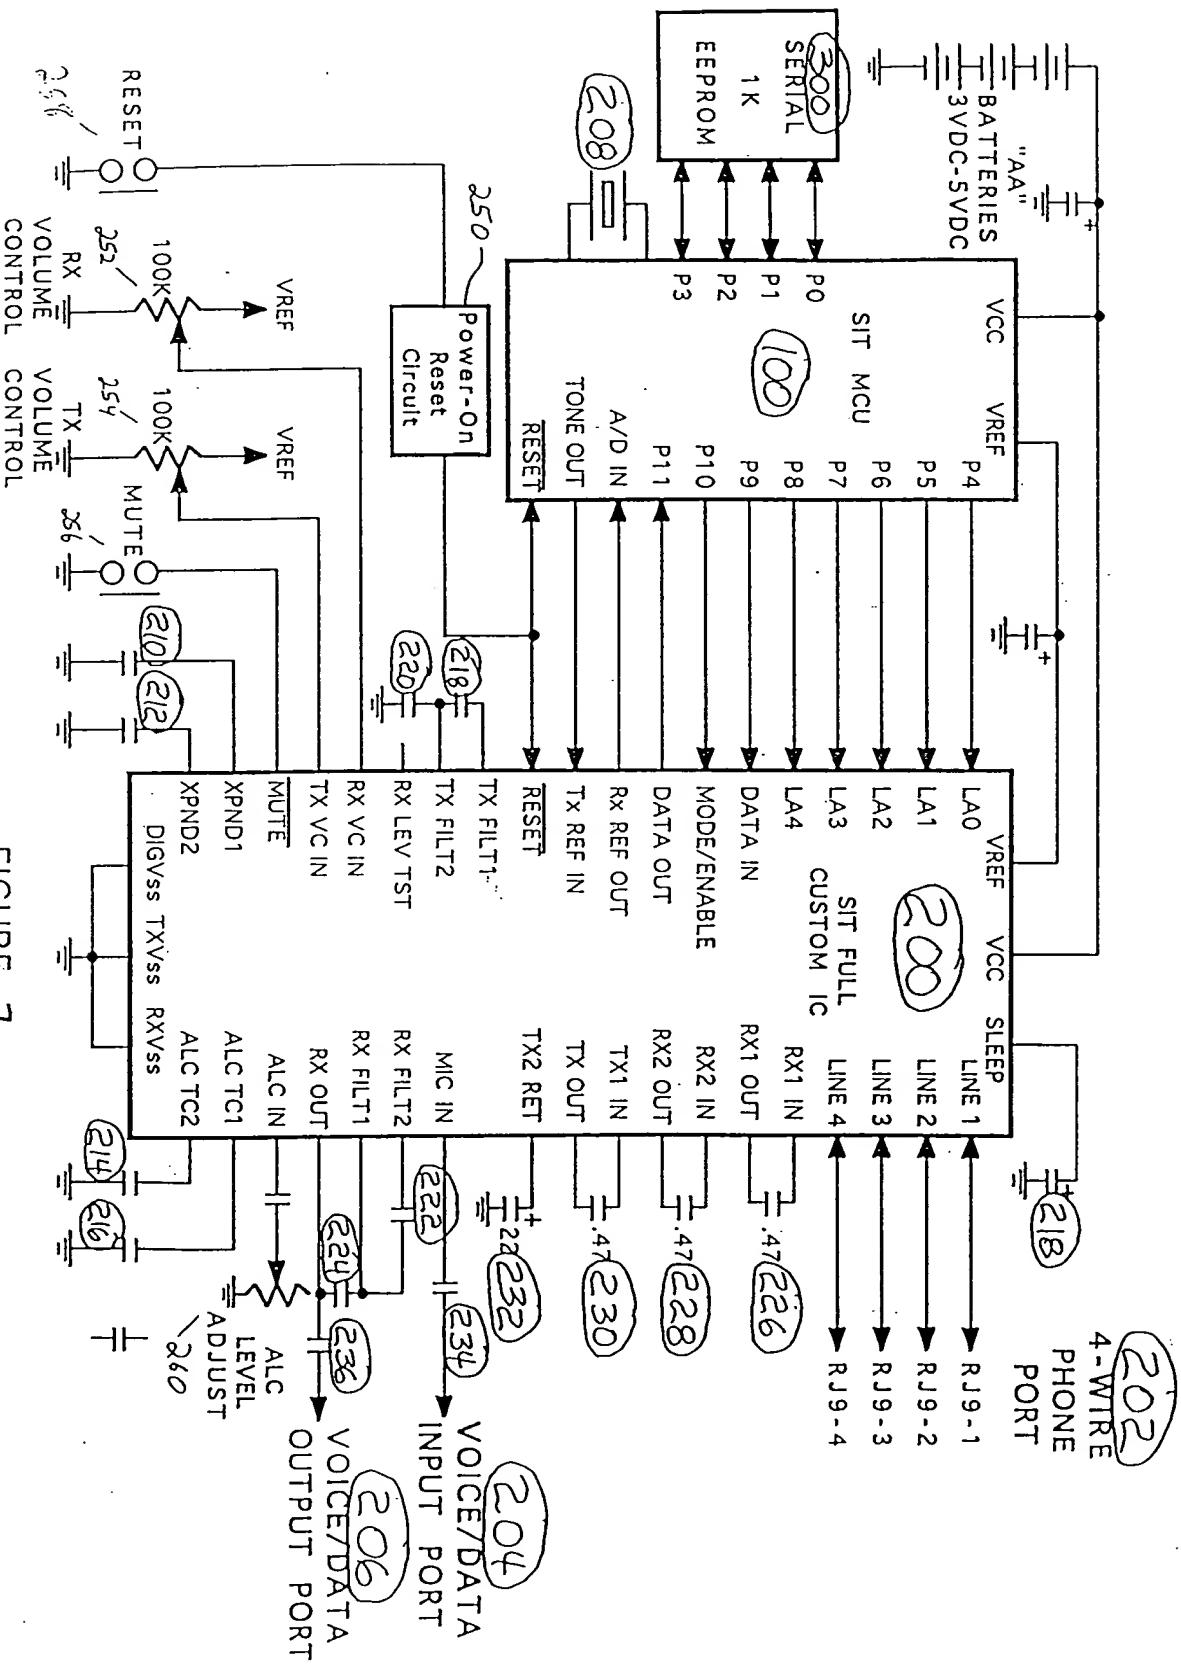 202
4-WIRE
PHONE
PORT
RJ9-1
RJ9-2
RJ9-3
RJ9-4
204
VOICE/DATA
INPUT PORT
206
VOICE/DATA
OUTPUT PORT
218
.47
226
.47
228
.47
230
22
232
222
234
224
236
ALC
LEVEL
ADJUST
260
214
216
200
SIT FULL
CUSTOM IC
VREF
VCC
SLEEP
LA0
LA1
LA2
LA3
LA4
DATA IN
MODE/ENABLE
DATA OUT
Rx REF OUT
Tx REF IN
RESET
TX FILT1
TX FILT2
RX LEV TST
RX VC IN
TX VC IN
MUTE
XPND1
XPND2
DIGVss
TXVss
RXVss
LINE 1
LINE 2
LINE 3
LINE 4
RX1 IN
RX1 OUT
RX2 IN
RX2 OUT
TX1 IN
TX OUT
TX2 RET
MIC IN
RX FILT2
RX FILT1
RX OUT
ALC IN
ALC TC1
ALC TC2
"AA"
BATTERIES
3VDC-5VDC
300
SERIAL
1K
EEPROM
208
VCC
VREF
SIT MCU
100
P0
P1
P2
P3
P4
P5
P6
P7
P8
P9
P10
P11
A/D IN
TONE OUT
RESET
250
Power-On
Reset
Circuit
218
220
210
212
RESET
VREF
100K
252
RX
VOLUME
CONTROL
VREF
100K
254
TX
VOLUME
CONTROL
MUTE
256
FIGURE 7